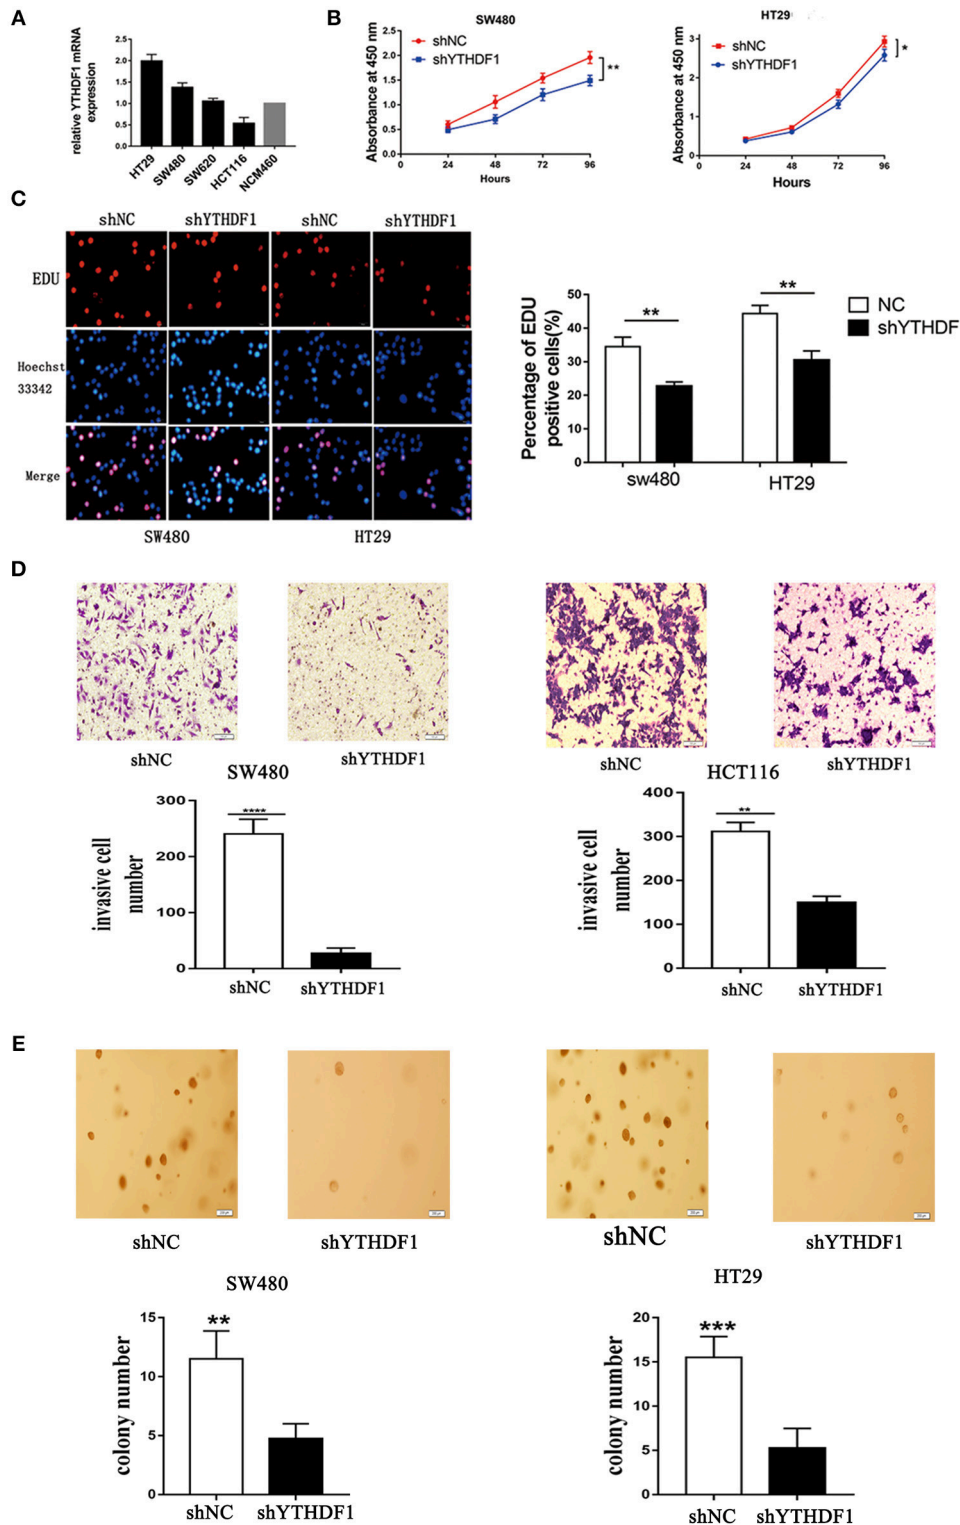 A
relative YTHDF1 mRNA
expression
2.5
2.0
1.5
1.0
0.5
0.0
HT29
SW480
SW620
HCT116
NCM460
B
SW480
shNC
shYTHDF1
Absorbance at 450 nm
2.5
2.0
1.5
1.0
0.5
0.0
0
24
48
72
96
**
Hours
HT29
shNC
shYTHDF1
Absorbance at 450 nm
3
2
1
0
0
24
48
72
96
*
Hours
C
shNC
shYTHDF1
shNC
shYTHDF1
EDU
Hoechst
33342
Merge
SW480
HT29
Percentage of EDU
positive cells(%)
50
40
30
20
10
0
**
**
sw480
HT29
NC
shYTHDF
D
shNC
shYTHDF1
SW480
shNC
shYTHDF1
HCT116
invasive cell
number
300
200
100
0
****
shNC
shYTHDF1
invasive cell
number
400
300
200
100
0
**
shNC
shYTHDF1
E
shNC
shYTHDF1
SW480
shNC
shYTHDF1
HT29
colony number
15
10
5
0
**
shNC
shYTHDF1
colony number
20
15
10
5
0
***
shNC
shYTHDF1